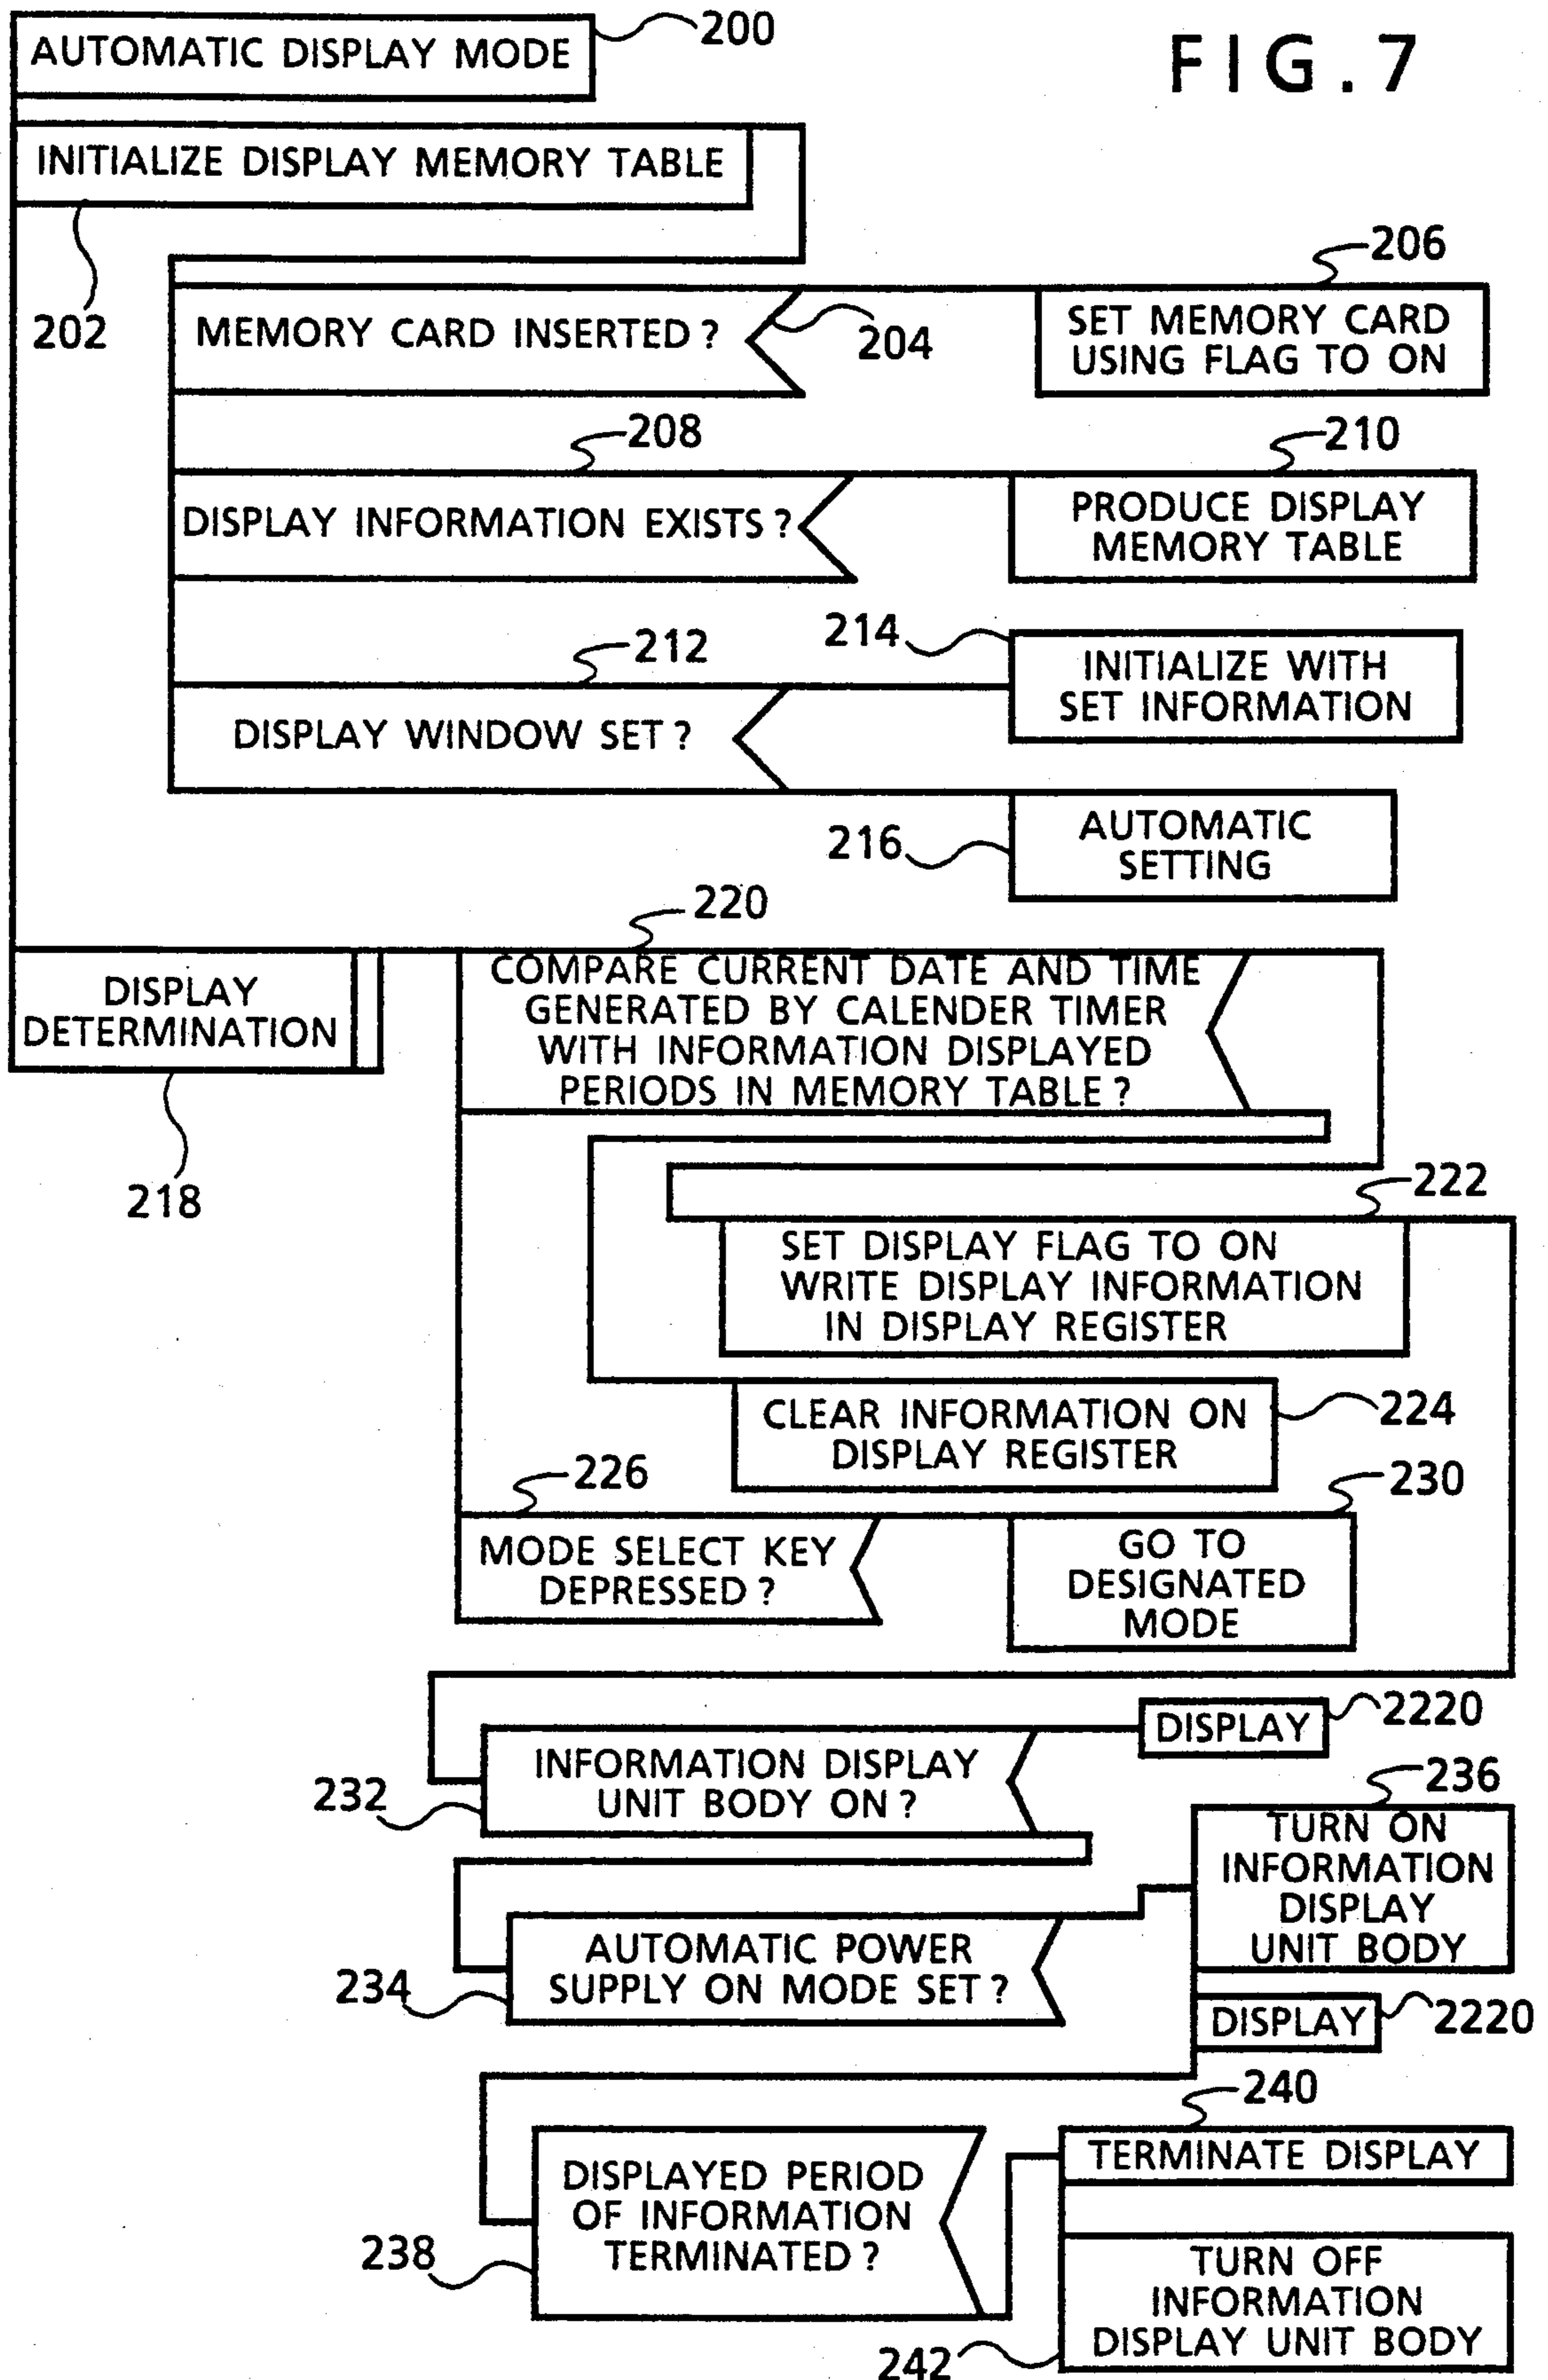 200
AUTOMATIC DISPLAY MODE
FIG.7
INITIALIZE DISPLAY MEMORY TABLE
202
206
MEMORY CARD INSERTED ?
204
SET MEMORY CARD
USING FLAG TO ON
208
210
DISPLAY INFORMATION EXISTS ?
PRODUCE DISPLAY
MEMORY TABLE
212
214
INITIALIZE WITH
SET INFORMATION
DISPLAY WINDOW SET ?
216
AUTOMATIC
SETTING
220
DISPLAY
DETERMINATION
218
COMPARE CURRENT DATE AND TIME
GENERATED BY CALENDER TIMER
WITH INFORMATION DISPLAYED
PERIODS IN MEMORY TABLE ?
222
SET DISPLAY FLAG TO ON
WRITE DISPLAY INFORMATION
IN DISPLAY REGISTER
CLEAR INFORMATION ON
DISPLAY REGISTER
224
226
230
MODE SELECT KEY
DEPRESSED ?
GO TO
DESIGNATED
MODE
2220
DISPLAY
INFORMATION DISPLAY
UNIT BODY ON ?
232
236
TURN ON
INFORMATION
DISPLAY
UNIT BODY
AUTOMATIC POWER
SUPPLY ON MODE SET ?
234
DISPLAY
2220
240
TERMINATE DISPLAY
DISPLAYED PERIOD
OF INFORMATION
TERMINATED ?
238
TURN OFF
INFORMATION
DISPLAY UNIT BODY
242